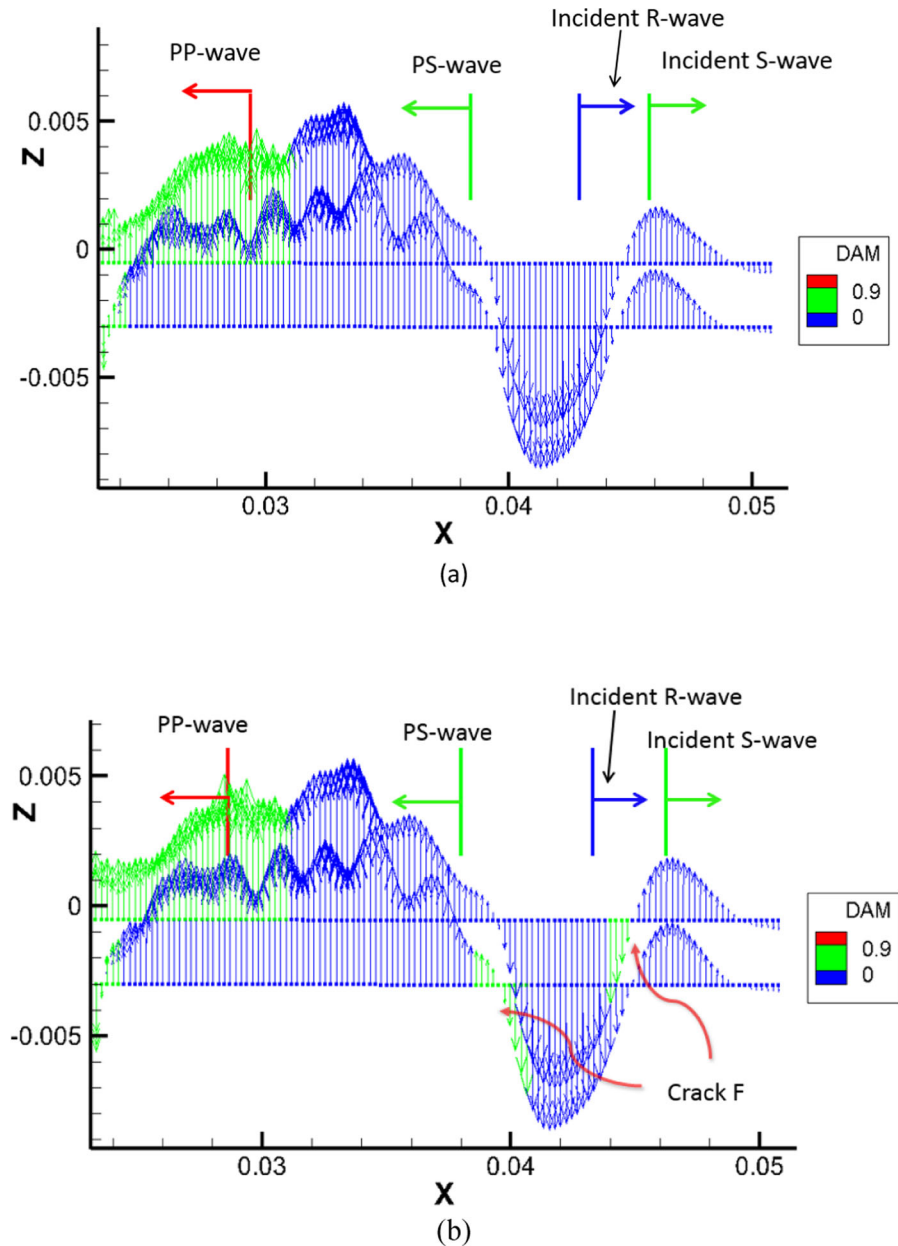 Incident R-wave
PP-wave
PS-wave
Incident S-wave
0.005
Z
0
-0.005
DAM
0.9
0
0.03
0.04
0.05
X
(a)
Incident R-wave
PP-wave
PS-wave
Incident S-wave
0.005
Z
0
-0.005
DAM
0.9
0
Crack F
0.03
0.04
0.05
X
(b)